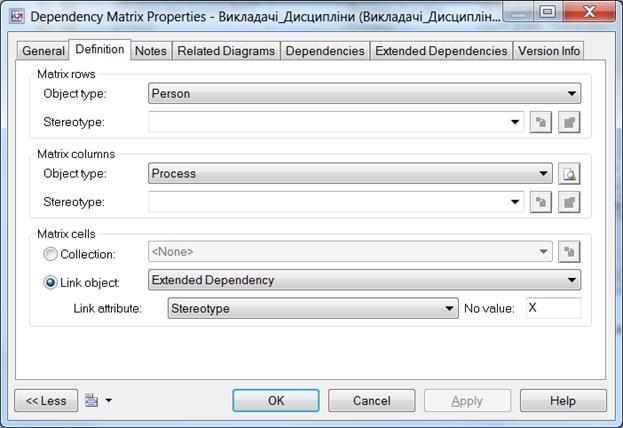 Dependency Matrix Properties - Викладачі_Дисципліни (Викладачі_Дисциплін...
General Definition Notes Related Diagrams Dependencies Extended Dependencies Version Info
Matrix rows
Object type: Person
Stereotype:
Matrix columns
Object type: Process
Stereotype:
Matrix cells
Collection: <None>
Link object: Extended Dependency
Link attribute: Stereotype No value: X
<< Less OK Cancel Apply Help